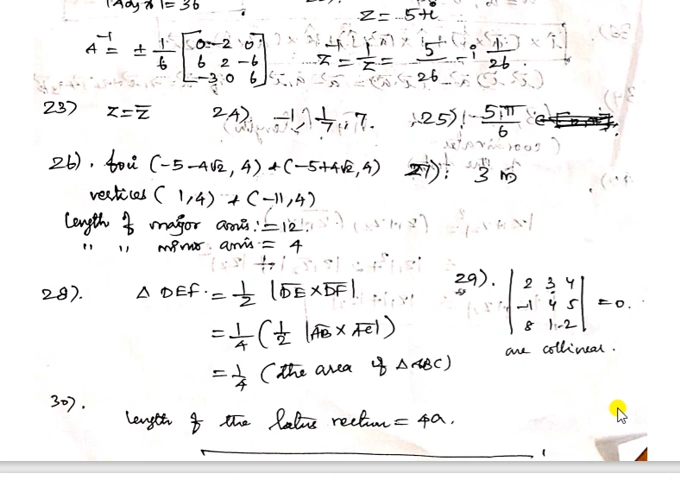 |Adj A| = 36
Z = 5+i
A⁻¹ = ± 1/6 [0 -2 0; 6 2 -6; -3 0 6]   Z⁻¹ = 1/Z = 5/26 - i 1/26
23) Z = Z̅   24) -1, 1/7, 7.   25) -5π/6
26). foci (-5-4√2, 4) & (-5+4√2, 4)   27). 3 m
vertices (1,4) & (-11,4)
length of major axis: = 12.
" " minor axis = 4
28). Δ DEF. = 1/2 |DE × DF|   29). |2 3 4; -1 4 5; 8 1 -2| = 0.
= 1/4 (1/2 |AB × AC|)   are collinear.
= 1/4 (the area of Δ ABC)
30).
length of the latus rectum = 4a.